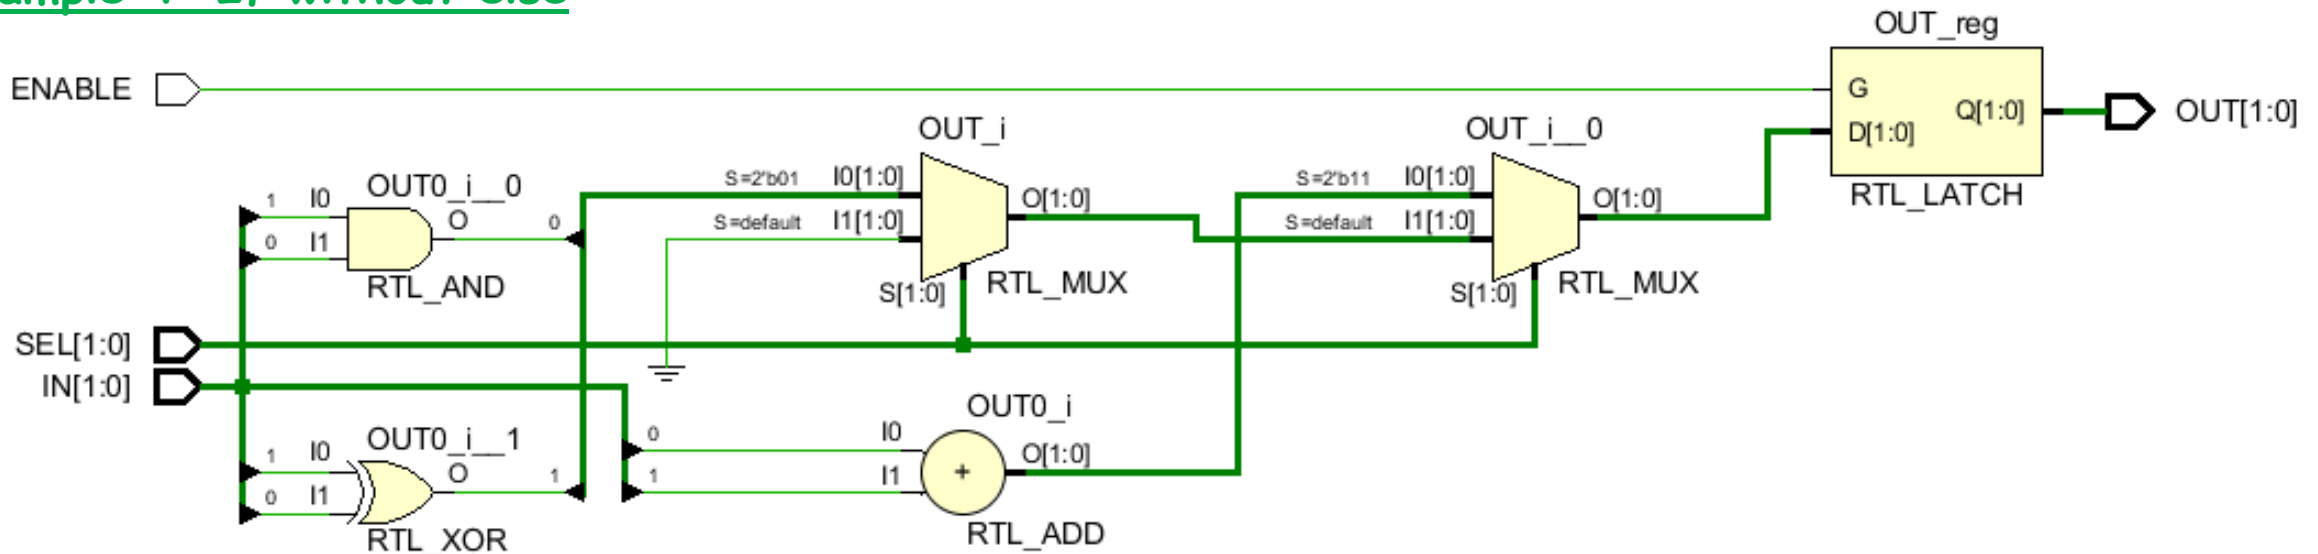 without else
OUT_reg
ENABLE
G
Q[1:0]
OUT[1:0]
D[1:0]
RTL_LATCH
OUT_i
S=2'b01
I0[1:0]
S=default
I1[1:0]
O[1:0]
S[1:0]
RTL_MUX
OUT_i__0
S=2'b11
I0[1:0]
S=default
I1[1:0]
O[1:0]
S[1:0]
RTL_MUX
OUT0_i__0
1 I0
0 I1
O 0
RTL_AND
SEL[1:0]
IN[1:0]
OUT0_i__1
1 I0
0 I1
O 1
RTL_XOR
OUT0_i
0 I0
1 I1
+
O[1:0]
RTL_ADD